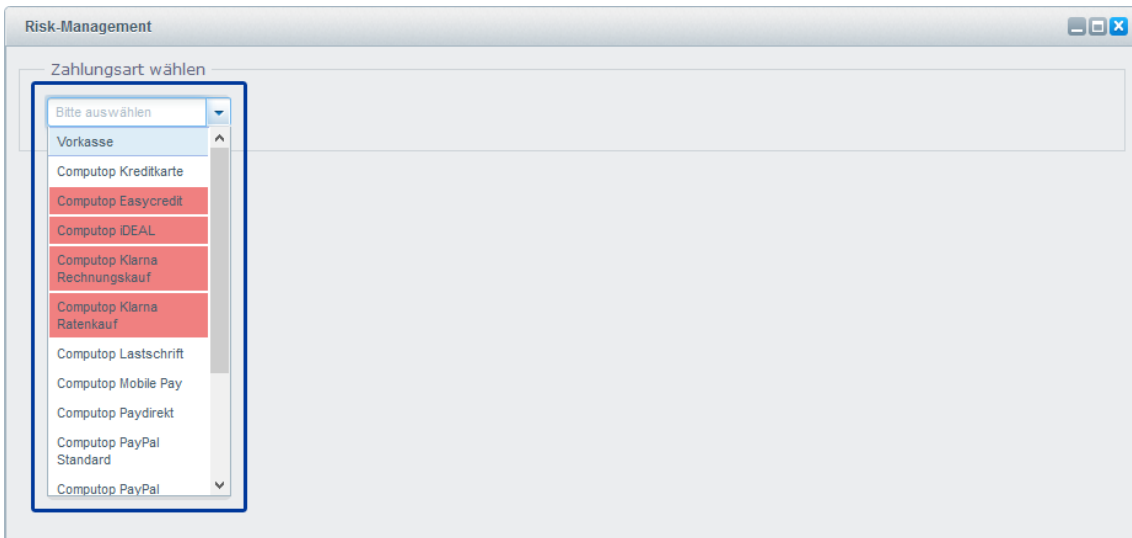 Risk-Management
Zahlungsart wählen
Bitte auswählen
Vorkasse
Computop Kreditkarte
Computop Easycredit
Computop iDEAL
Computop Klarna
Rechnungskauf
Computop Klarna
Ratenkauf
Computop Lastschrift
Computop Mobile Pay
Computop Paydirekt
Computop PayPal
Standard
Computop PayPal